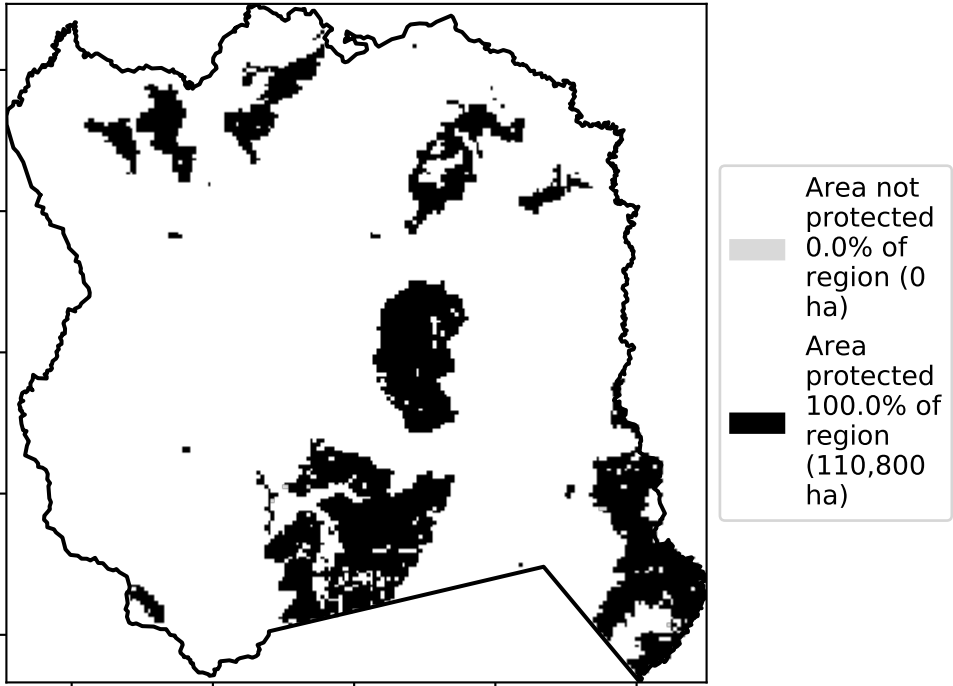 Area not
protected
0.0% of
region (0
ha)
Area
protected
100.0% of
region
(110,800
ha)